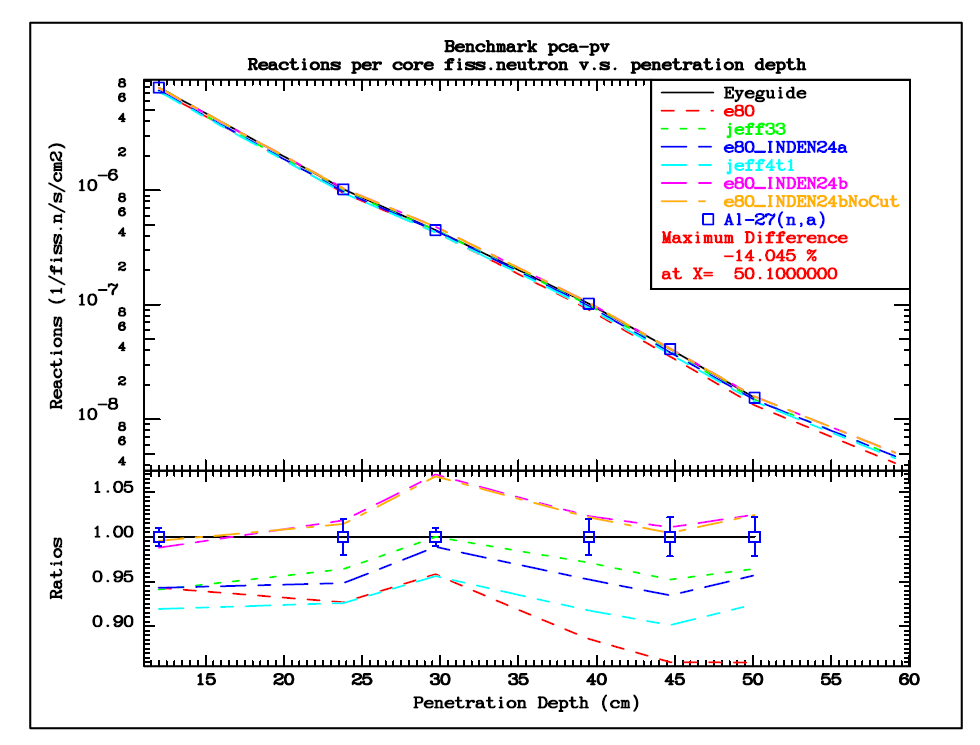 Benchmark pca-pv
Reactions per core fiss.neutron v.s. penetration depth
Eyeguide
e80
jeff33
e80_INDEN24a
jeff4t1
e80_INDEN24b
e80_INDEN24bNoCut
Al-27(n,a)
Maximum Difference
-14.045 %
at X= 50.1000000
Reactions (1/fiss.n/s/cm2)
8
6
4
2
10-6
8
6
4
2
10-7
8
6
4
2
10-8
8
6
4
Ratios
1.05
1.00
0.95
0.90
15 20 25 30 35 40 45 50 55 60
Penetration Depth (cm)